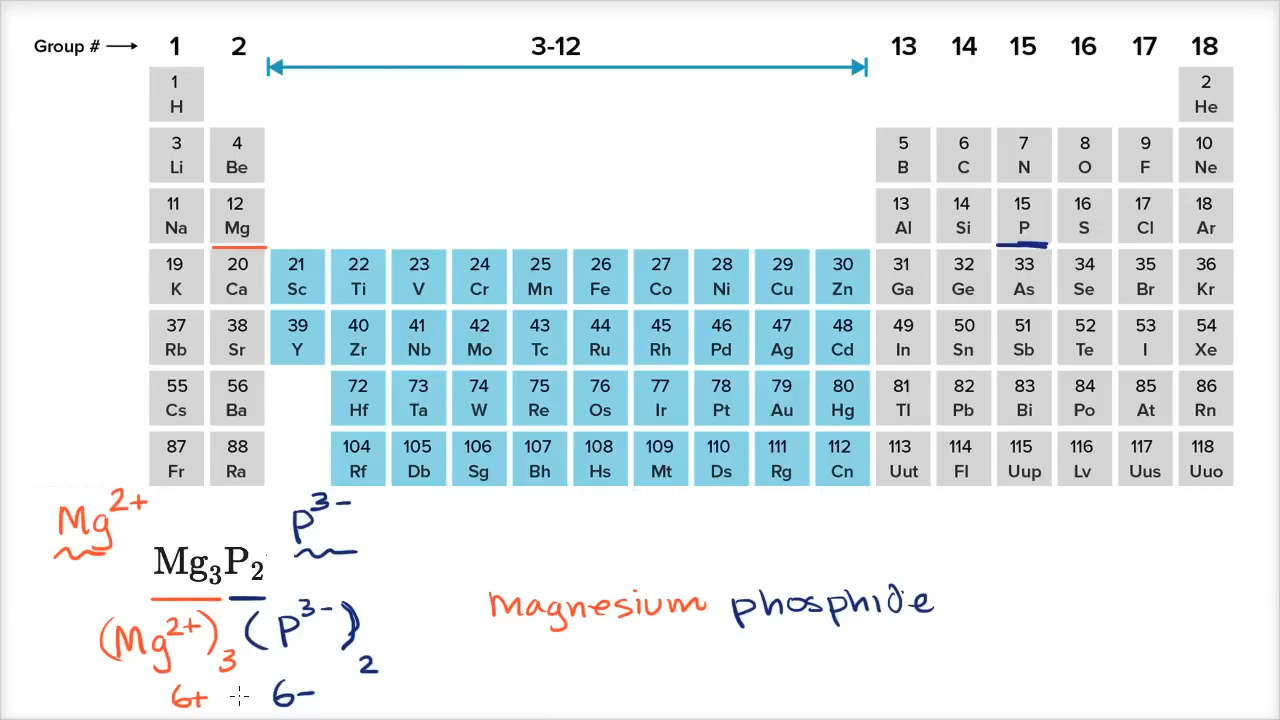 Group # → 1 2 3-12 13 14 15 16 17 18
1 2
H He
3 4 5 6 7 8 9 10
Li Be B C N O F Ne
11 12 13 14 15 16 17 18
Na Mg Al Si P S Cl Ar
19 20 21 22 23 24 25 26 27 28 29 30 31 32 33 34 35 36
K Ca Sc Ti V Cr Mn Fe Co Ni Cu Zn Ga Ge As Se Br Kr
37 38 39 40 41 42 43 44 45 46 47 48 49 50 51 52 53 54
Rb Sr Y Zr Nb Mo Tc Ru Rh Pd Ag Cd In Sn Sb Te I Xe
55 56 72 73 74 75 76 77 78 79 80 81 82 83 84 85 86
Cs Ba Hf Ta W Re Os Ir Pt Au Hg Tl Pb Bi Po At Rn
87 88 104 105 106 107 108 109 110 111 112 113 114 115 116 117 118
Fr Ra Rf Db Sg Bh Hs Mt Ds Rg Cn Uut Fl Uup Lv Uus Uuo
Mg²⁺ P³⁻
Mg₃P₂
(Mg²⁺)₃ (P³⁻)₂ Magnesium phosphide
6+ 6-